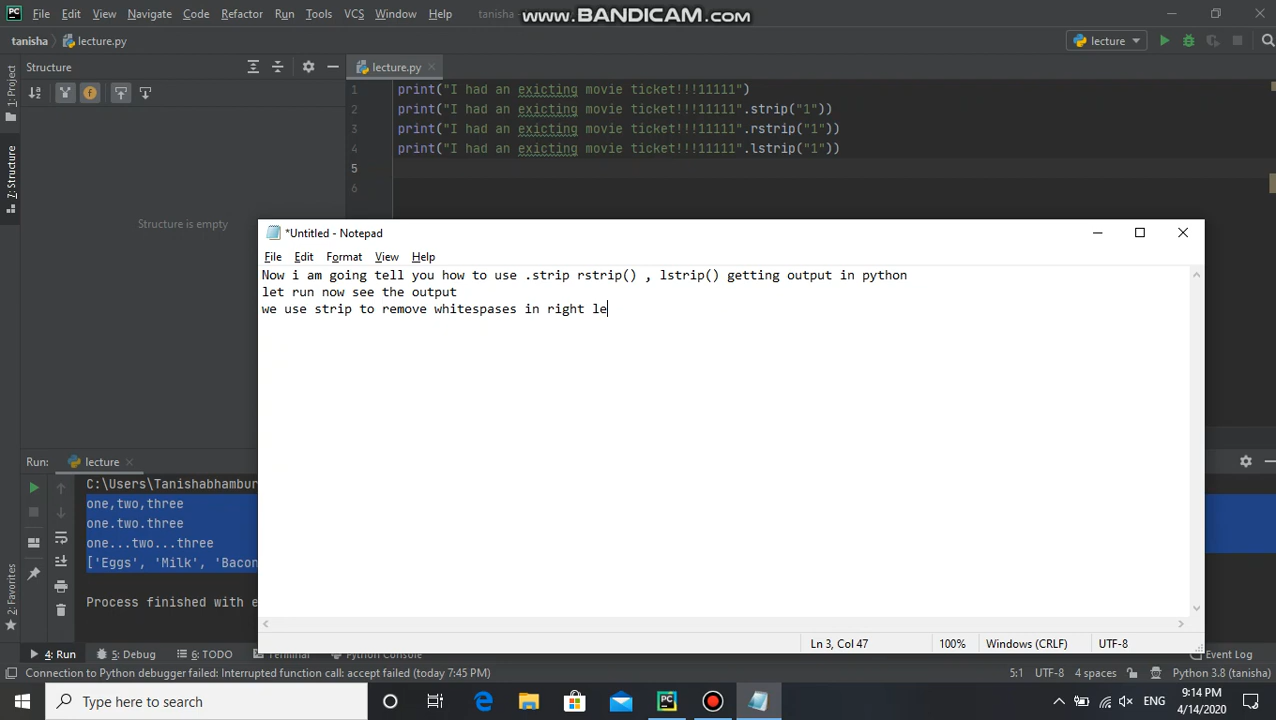 File Edit View Navigate Code Refactor Run Tools VCS Window Help tanisha www.BANDICAM.com
tanisha lecture.py lecture
Structure lecture.py
1 print("I had an exicting movie ticket!!!11111")
2 print("I had an exicting movie ticket!!!11111".strip("1"))
3 print("I had an exicting movie ticket!!!11111".rstrip("1"))
4 print("I had an exicting movie ticket!!!11111".lstrip("1"))
5
6
1: Project
7: Structure
2: Favorites
Structure is empty
*Untitled - Notepad
File Edit Format View Help
Now i am going tell you how to use .strip rstrip() , lstrip() getting output in python
let run now see the output
we use strip to remove whitespases in right le
Ln 3, Col 47 100% Windows (CRLF) UTF-8
Run: lecture
C:\Users\Tanishabhambur
one,two,three
one.two.three
one...two...three
['Eggs', 'Milk', 'Bacon
Process finished with e
4: Run 5: Debug 6: TODO Terminal Python Console Event Log
Connection to Python debugger failed: Interrupted function call: accept failed (today 7:45 PM) 5:1 UTF-8 4 spaces Python 3.8 (tanisha)
Type here to search ENG 9:14 PM
4/14/2020